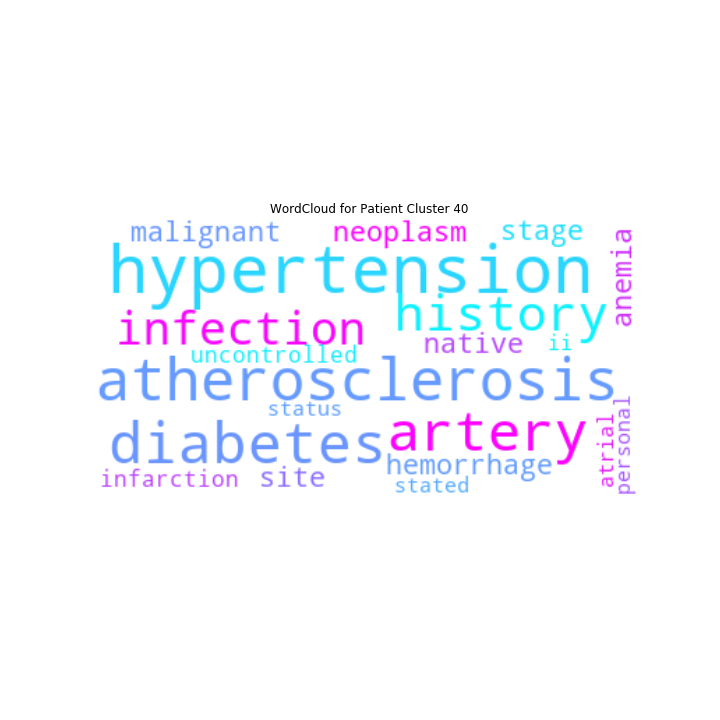 WordCloud for Patient Cluster 40
malignant neoplasm stage
anemia
hypertension
history
infection
native ii
uncontrolled
atherosclerosis
status
personal
atrial
diabetes artery
hemorrhage
infarction site
stated